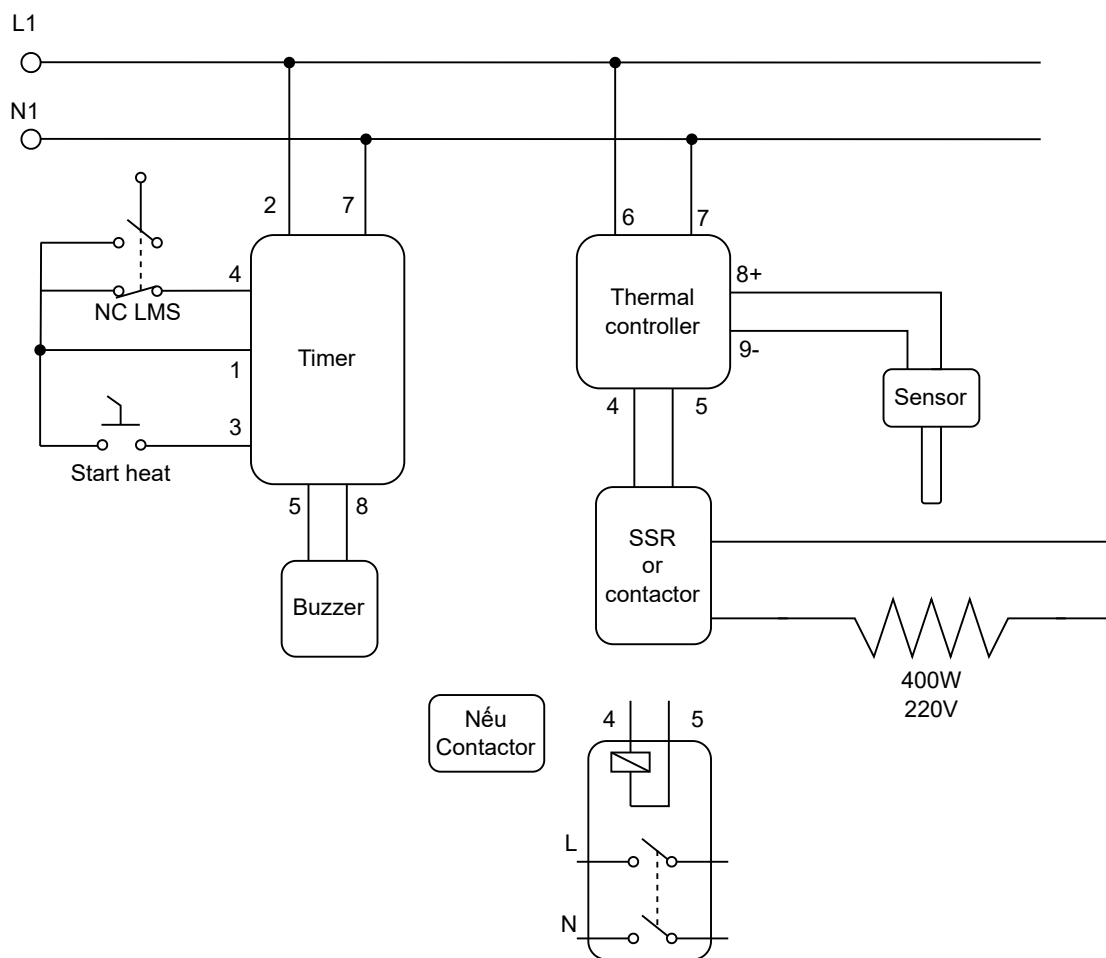 L1
N1
2
7
6
7
4
NC LMS
1
3
Start heat
Timer
5
8
Buzzer
Thermal
controller
8+
9-
Sensor
4
5
SSR
or
contactor
400W
220V
Nếu
Contactor
4
5
L
N